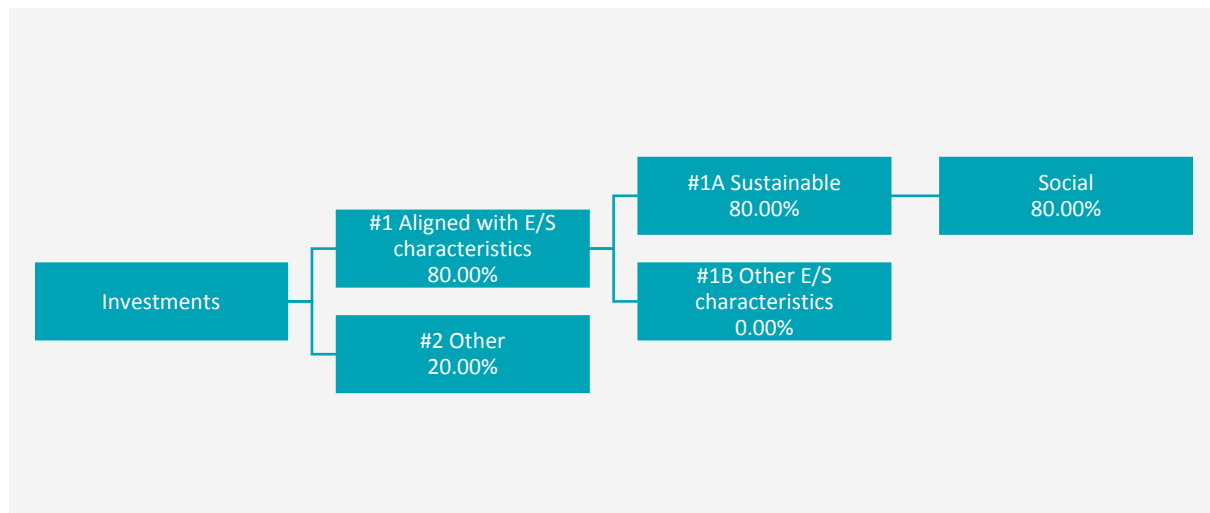 Investments
#1 Aligned with E/S
characteristics
80.00%
#2 Other
20.00%
#1A Sustainable
80.00%
#1B Other E/S
characteristics
0.00%
Social
80.00%